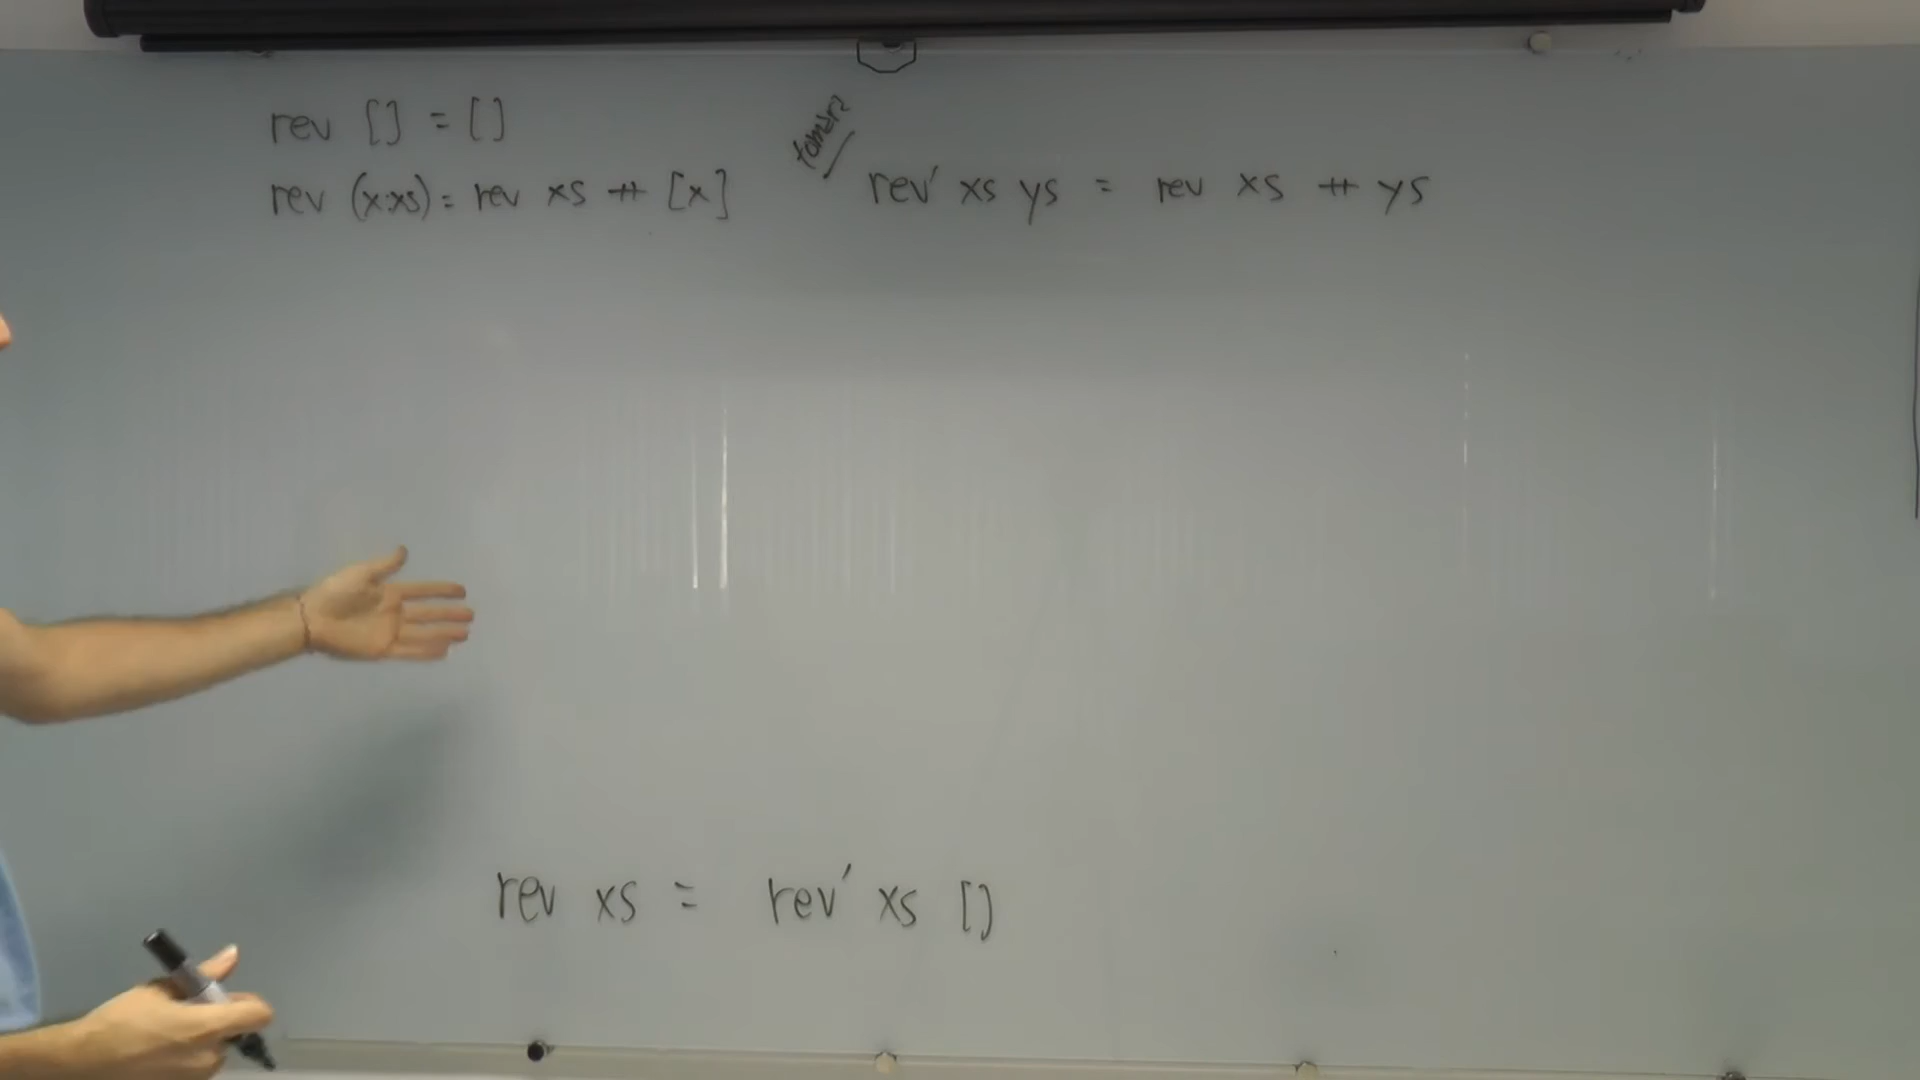 rev [] = []
rev (x:xs) = rev xs ++ [x]
rev' xs ys = rev xs ++ ys
rev xs = rev' xs []